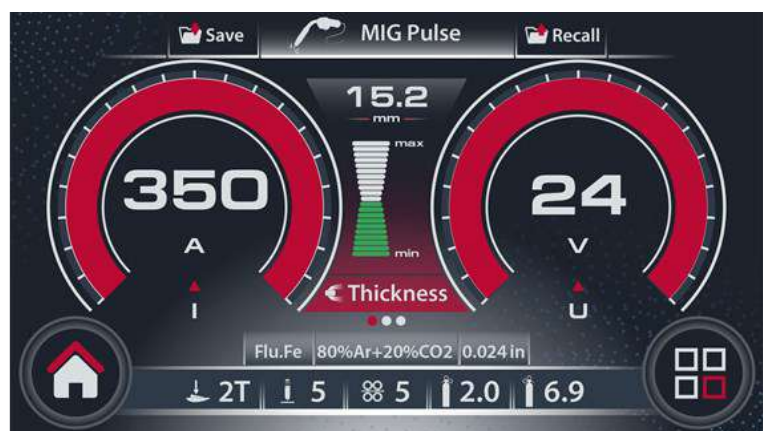 Save MIG Pulse Recall
15.2
mm
max
350
24
A
V
min
Thickness
I
U
Flu.Fe 80%Ar+20%CO2 0.024 in
2T 5 5 2.0 6.9